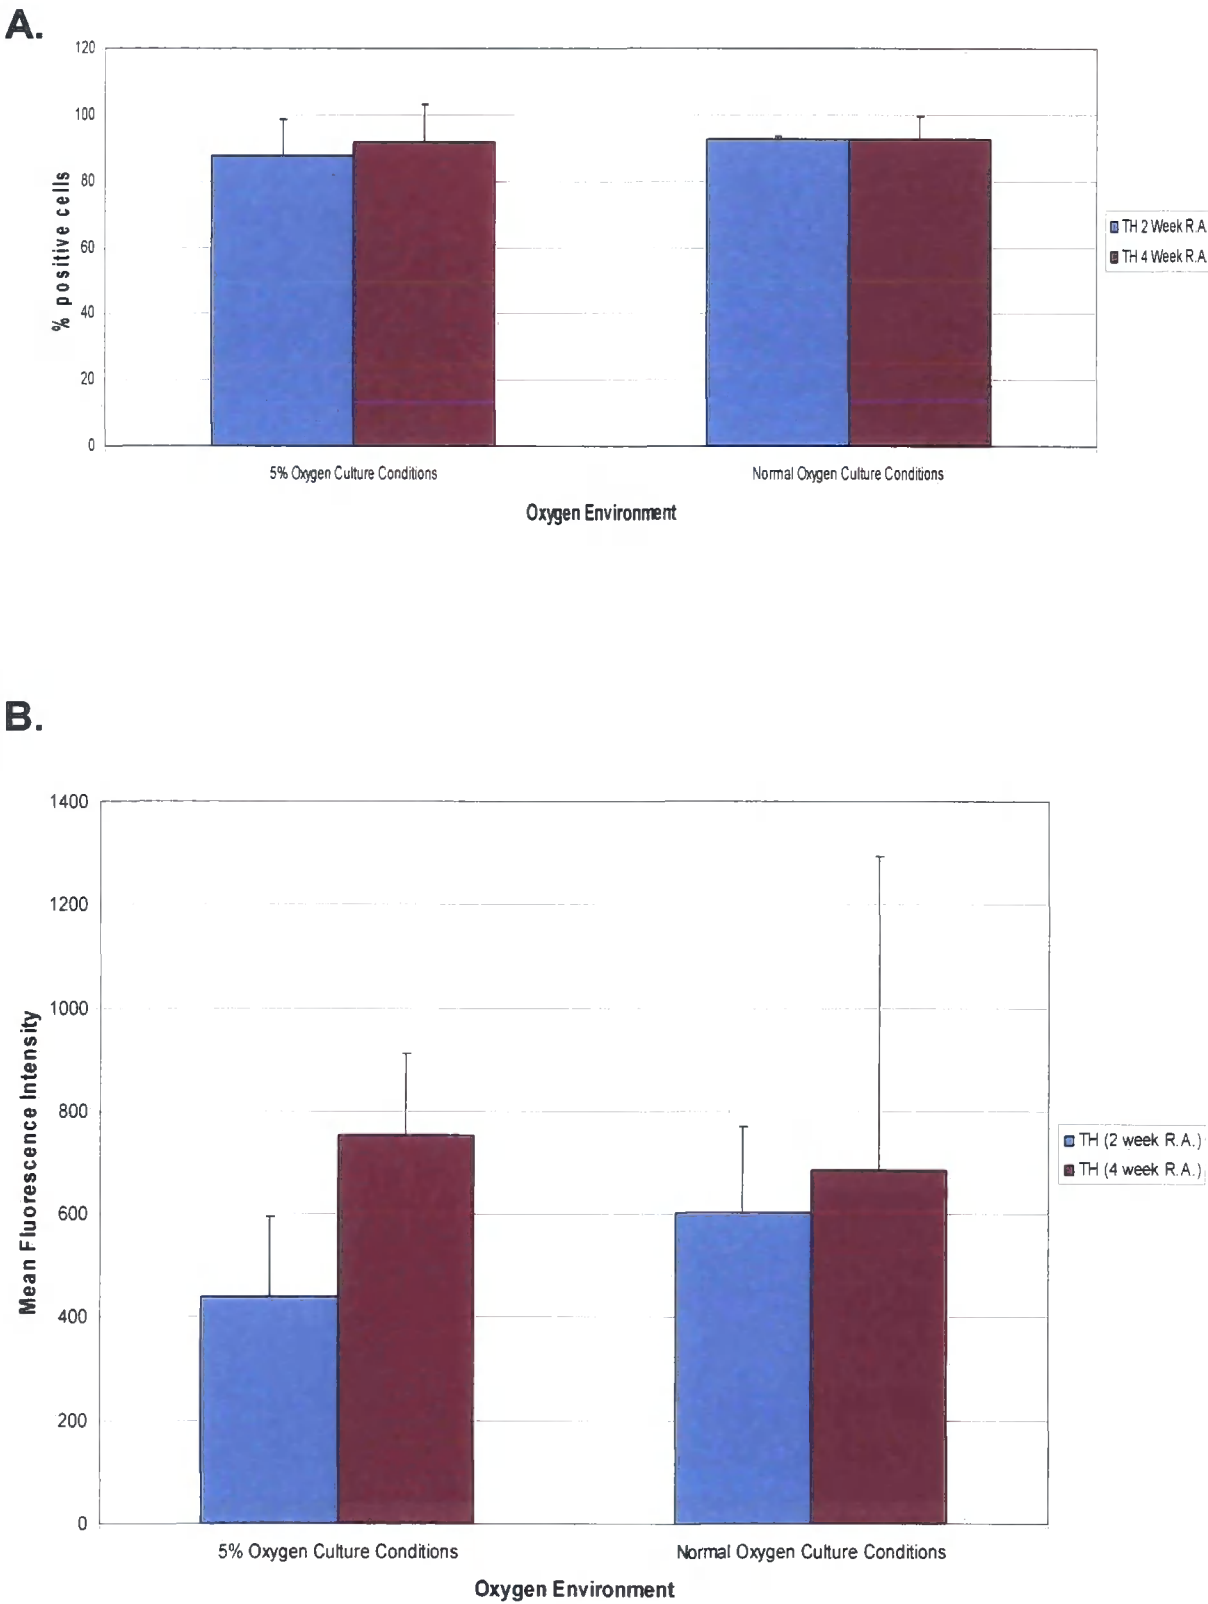 A.
120
100
80
60
40
20
0
% positive cells
5% Oxygen Culture Conditions
Normal Oxygen Culture Conditions
Oxygen Environment
TH 2 Week R.A.
TH 4 Week R.A.
B.
1400
1200
1000
800
600
400
200
0
Mean Fluorescence Intensity
5% Oxygen Culture Conditions
Normal Oxygen Culture Conditions
Oxygen Environment
TH (2 week R.A.)
TH (4 week R.A.)